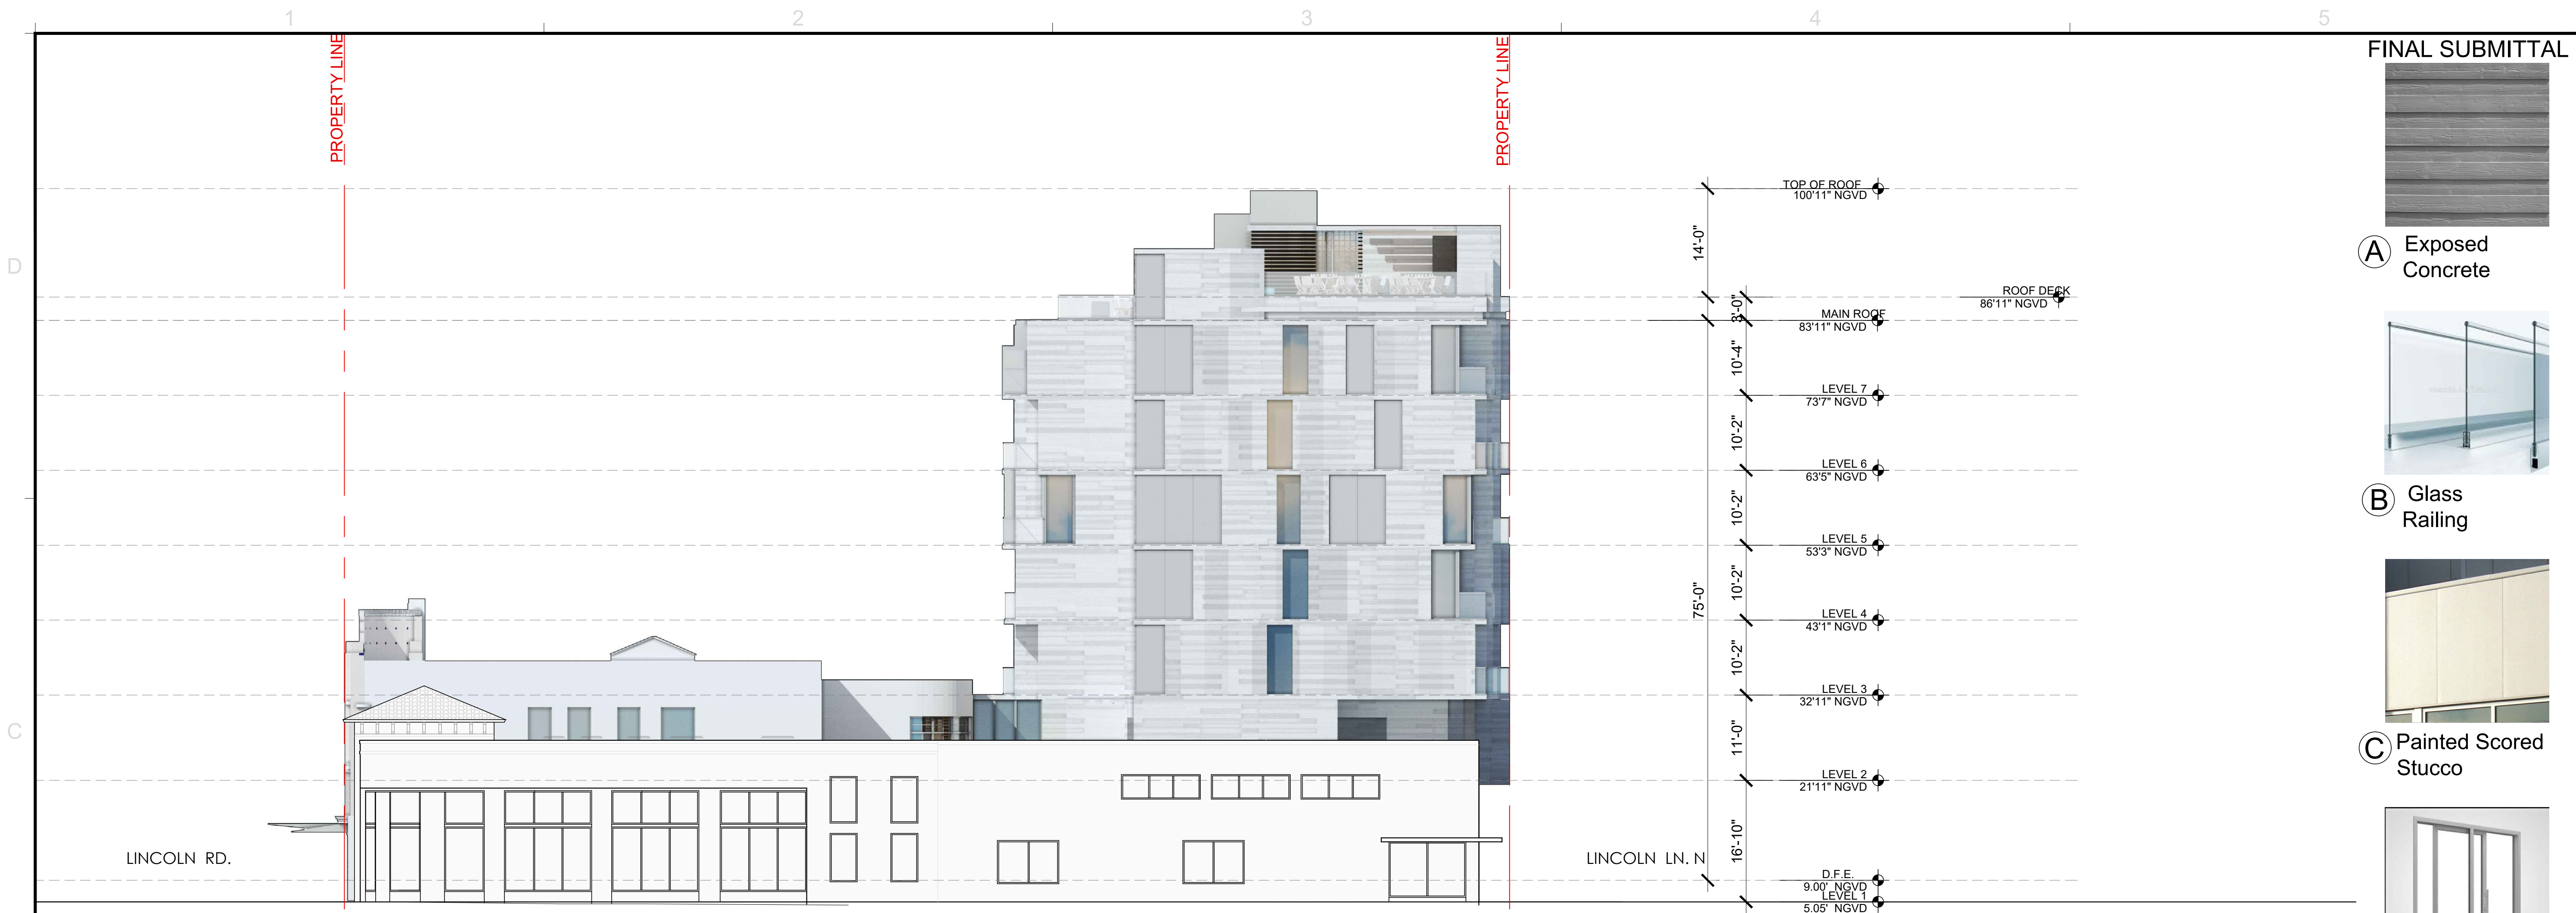 1
2
3
4
5
FINAL SUBMITTAL
PROPERTY LINE
PROPERTY LINE
D
C
TOP OF ROOF
100'11" NGVD
14'-0"
ROOF DECK
86'11" NGVD
3'-0"
MAIN ROOF
83'11" NGVD
10'-4"
LEVEL 7
73'7" NGVD
10'-2"
LEVEL 6
63'5" NGVD
10'-2"
LEVEL 5
53'3" NGVD
10'-2"
75'-0"
LEVEL 4
43'1" NGVD
10'-2"
LEVEL 3
32'11" NGVD
11'-0"
LEVEL 2
21'11" NGVD
16'-10"
D.F.E.
9.00' NGVD
LEVEL 1
5.05' NGVD
LINCOLN RD.
LINCOLN LN. N
A Exposed
Concrete
B Glass
Railing
C Painted Scored
Stucco